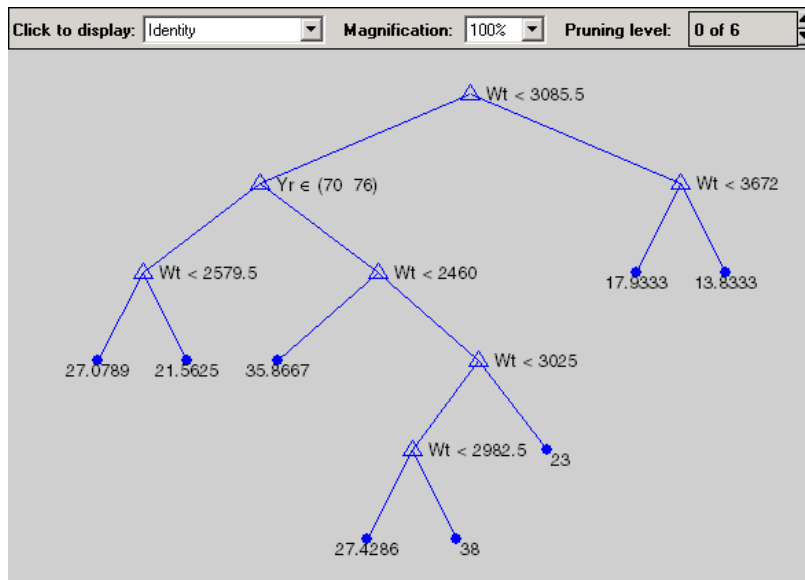 Click to display: Identity Magnification: 100% Pruning level: 0 of 6
Wt < 3085.5
Yr ∈ (70 76)
Wt < 3672
Wt < 2579.5
Wt < 2460
17.9333
13.8333
27.0789
21.5625
35.8667
Wt < 3025
Wt < 2982.5
23
27.4286
38